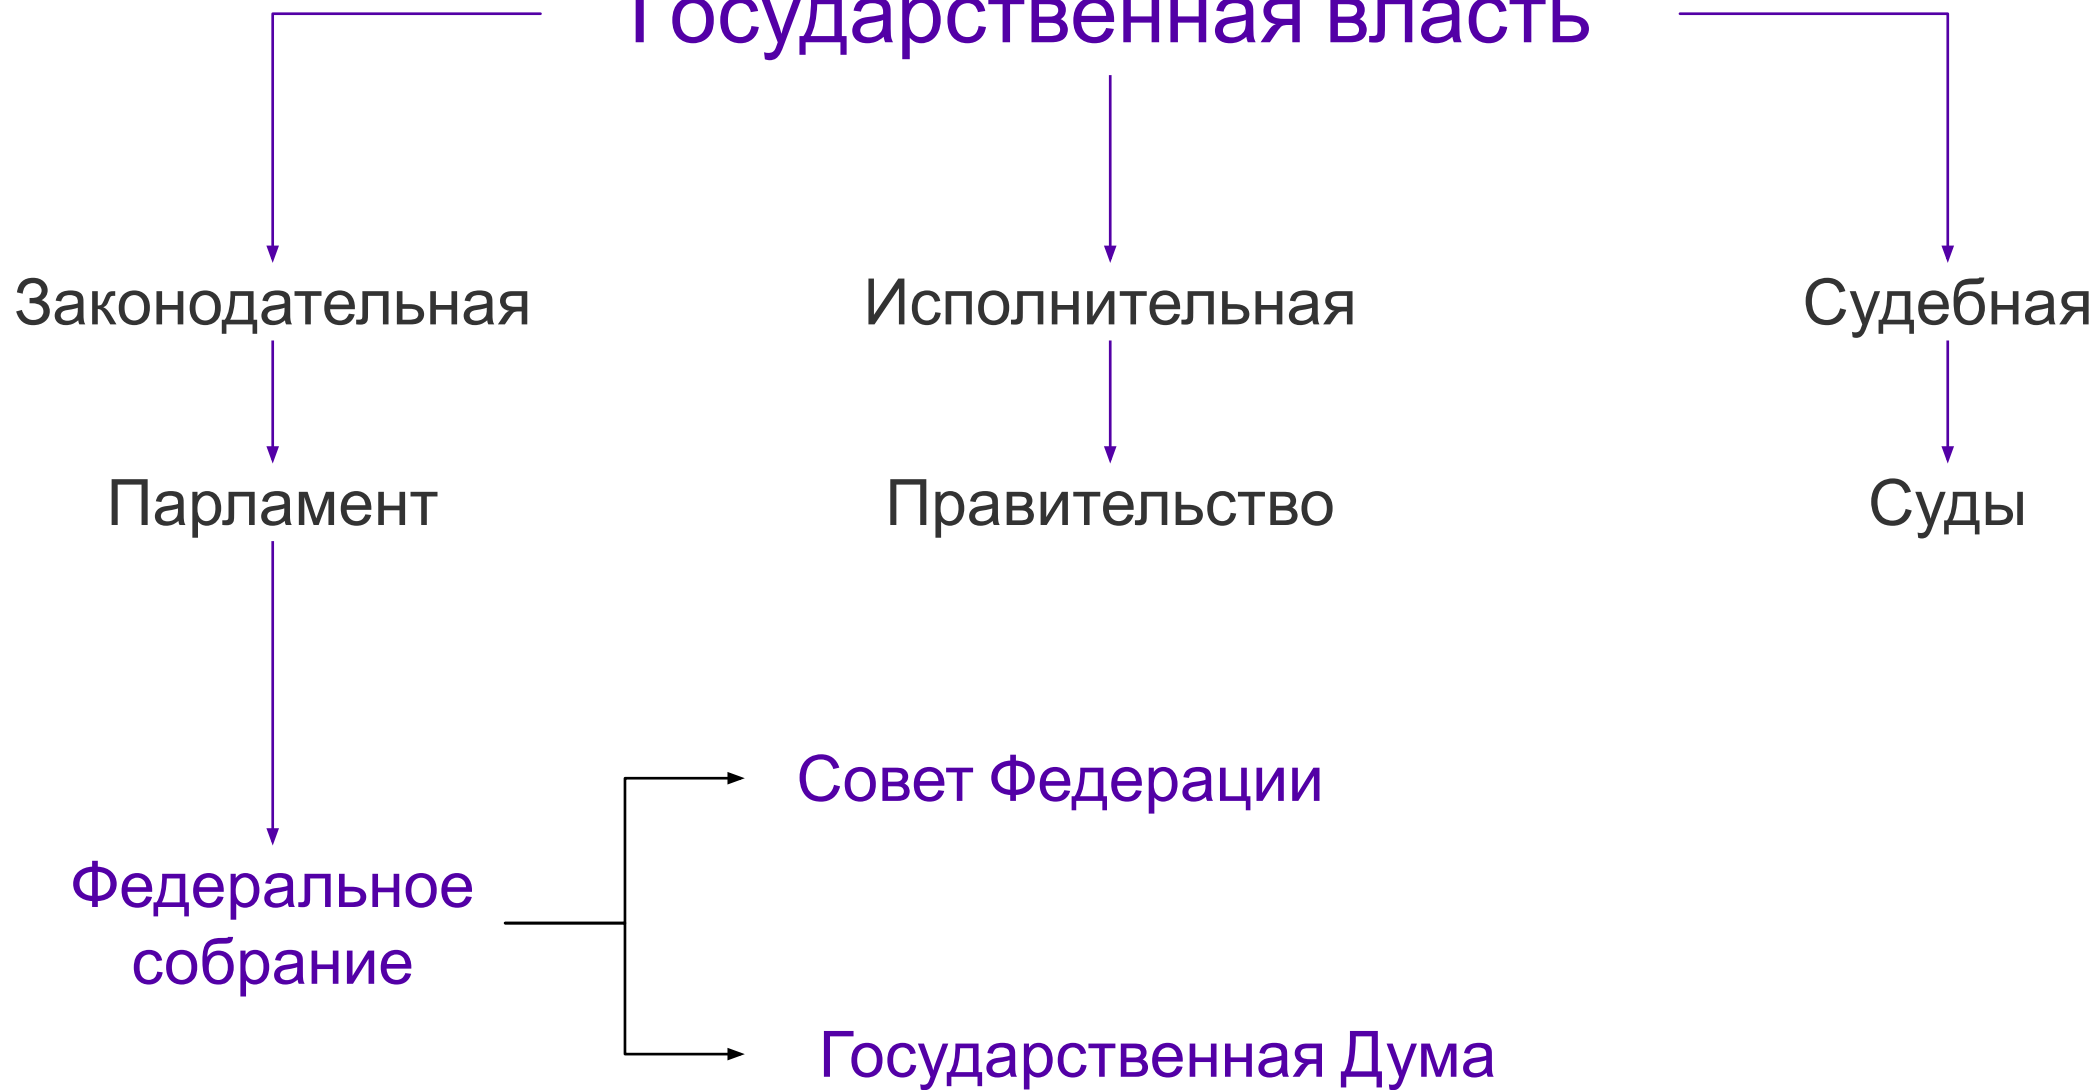 Государственная власть
Законодательная
Исполнительная
Судебная
Парламент
Правительство
Суды
Совет Федерации
Федеральное
собрание
Государственная Дума